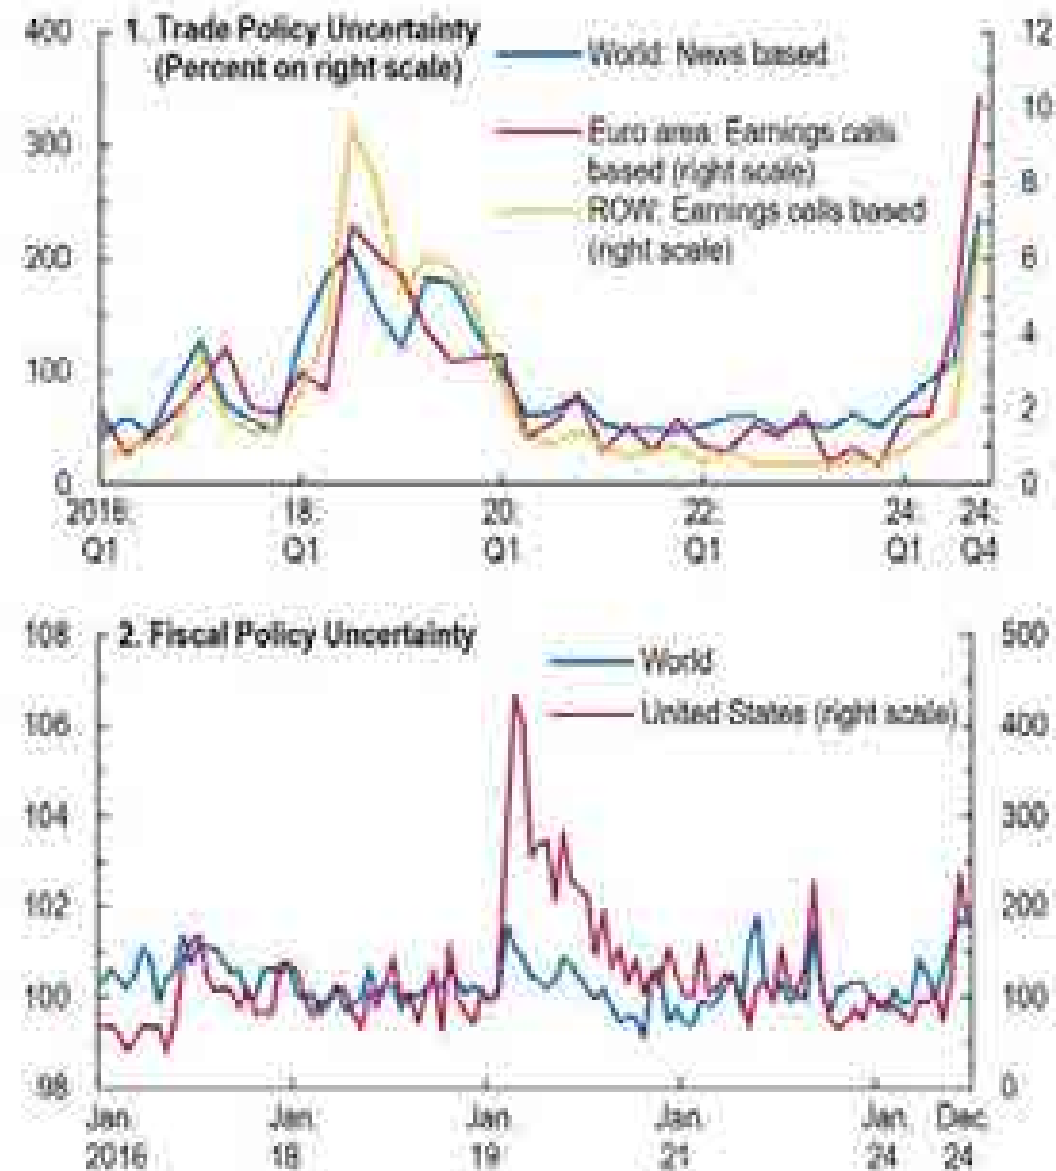 1. Trade Policy Uncertainty
(Percent on right scale)
World: News based
Euro area: Earnings calls
based (right scale)
ROW: Earnings calls based
(right scale)
400
300
200
100
0
12
10
8
6
4
2
0
2016:
Q1
18:
Q1
20:
Q1
22:
Q1
24:
Q1
24:
Q4
2. Fiscal Policy Uncertainty
World
United States (right scale)
108
106
104
102
100
98
500
400
300
200
100
0
Jan.
2016
Jan.
18
Jan.
19
Jan.
21
Jan.
24
Dec.
24